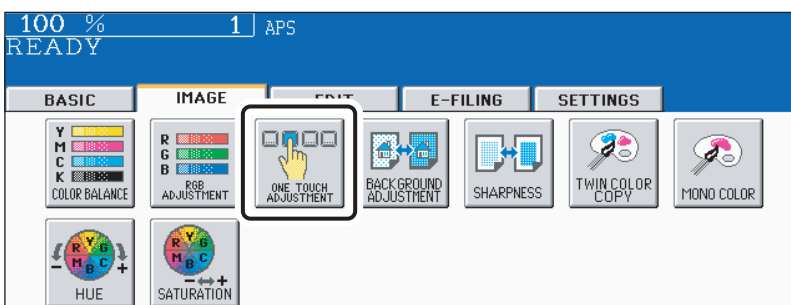 100 % 1 APS
READY
BASIC IMAGE EDIT E-FILING SETTINGS
Y
M
C
K
COLOR BALANCE
R
G
B
RGB
ADJUSTMENT
ONE TOUCH
ADJUSTMENT
BACKGROUND
ADJUSTMENT
SHARPNESS
TWIN COLOR
COPY
MONO COLOR
R Y G
M B C
- +
HUE
R Y G
M B C
- +
SATURATION